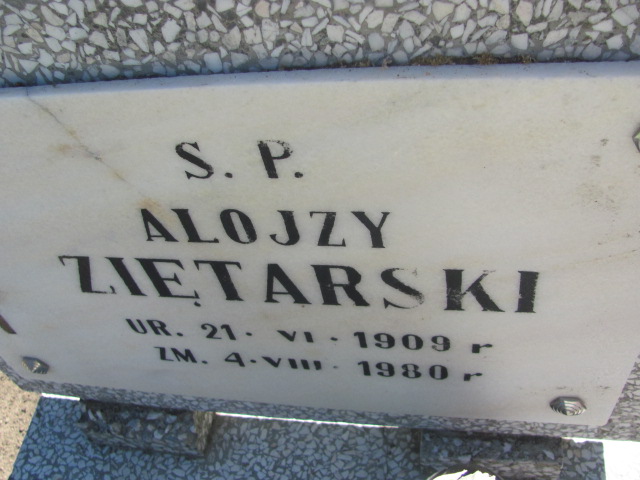 S. P.
ALOJZY
ZIĘTARSKI
UR. 21. VI. 1909 r
ZM. 4. VIII. 1980 r